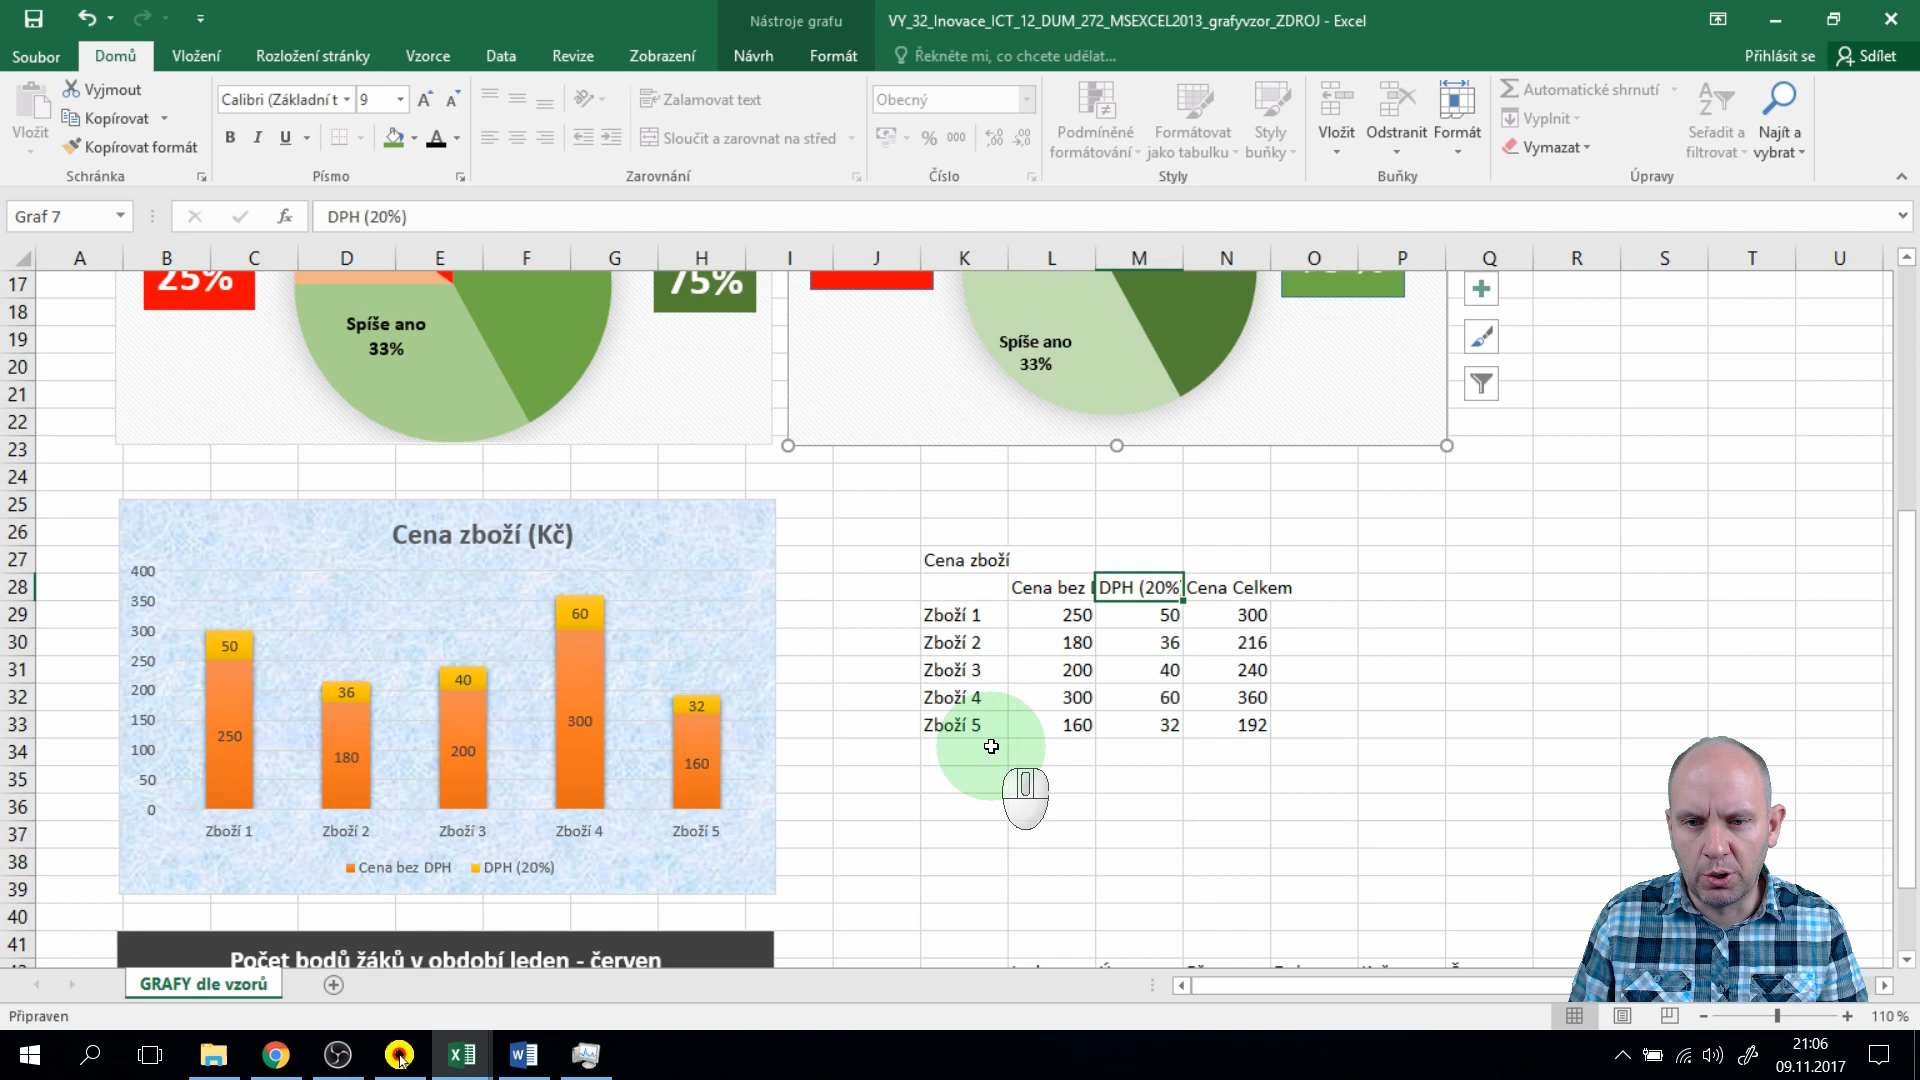 Nástroje grafu
VY_32_Inovace_ICT_12_DUM_272_MSEXCEL2013_grafyvzor_ZDROJ - Excel
Soubor
Domů
Vložení
Rozložení stránky
Vzorce
Data
Revize
Zobrazení
Návrh
Formát
Řekněte mi, co chcete udělat...
Přihlásit se
Sdílet
Vložit
Vyjmout
Kopírovat
Kopírovat formát
Schránka
Calibri (Základní t
9
B I U
Písmo
Zalamovat text
Sloučit a zarovnat na střed
Zarovnání
Obecný
% 000
Číslo
Podmíněné
formátování
Formátovat
jako tabulku
Styly
buňky
Styly
Vložit
Odstranit
Formát
Buňky
Automatické shrnutí
Vyplnit
Vymazat
Seřadit a
filtrovat
Najít a
vybrat
Úpravy
Graf 7
fx
DPH (20%)
A B C D E F G H I J K L M N O P Q R S T U
17
18
19
20
21
22
23
24
25
26
27
28
29
30
31
32
33
34
35
36
37
38
39
40
41
25%
Spíše ano
33%
75%
Spíše ano
33%
Cena zboží (Kč)
400
350
300
250
200
150
100
50
0
50
36
40
60
32
250
180
200
300
160
Zboží 1 Zboží 2 Zboží 3 Zboží 4 Zboží 5
Cena bez DPH DPH (20%)
Cena zboží
Cena bez DPH (20% Cena Celkem
Zboží 1 250 50 300
Zboží 2 180 36 216
Zboží 3 200 40 240
Zboží 4 300 60 360
Zboží 5 160 32 192
Počet bodů žáků v období leden - červen
GRAFY dle vzorů
Připraven
110 %
21:06
09.11.2017